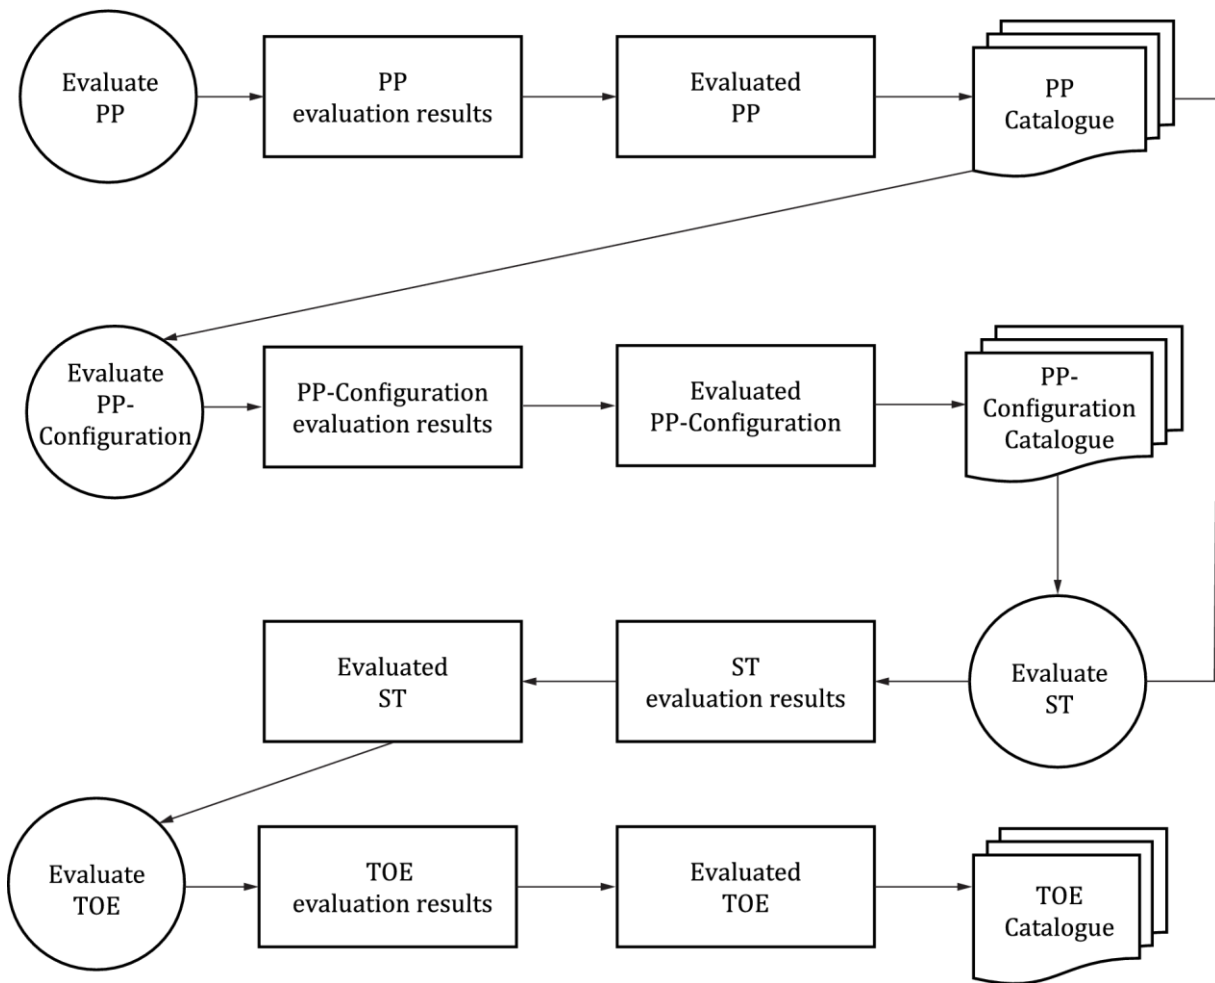 Evaluate
PP
PP
evaluation results
Evaluated
PP
PP
Catalogue
Evaluate
PP-
Configuration
PP-Configuration
evaluation results
Evaluated
PP-Configuration
PP-
Configuration
Catalogue
Evaluated
ST
ST
evaluation results
Evaluate
ST
Evaluate
TOE
TOE
evaluation results
Evaluated
TOE
TOE
Catalogue